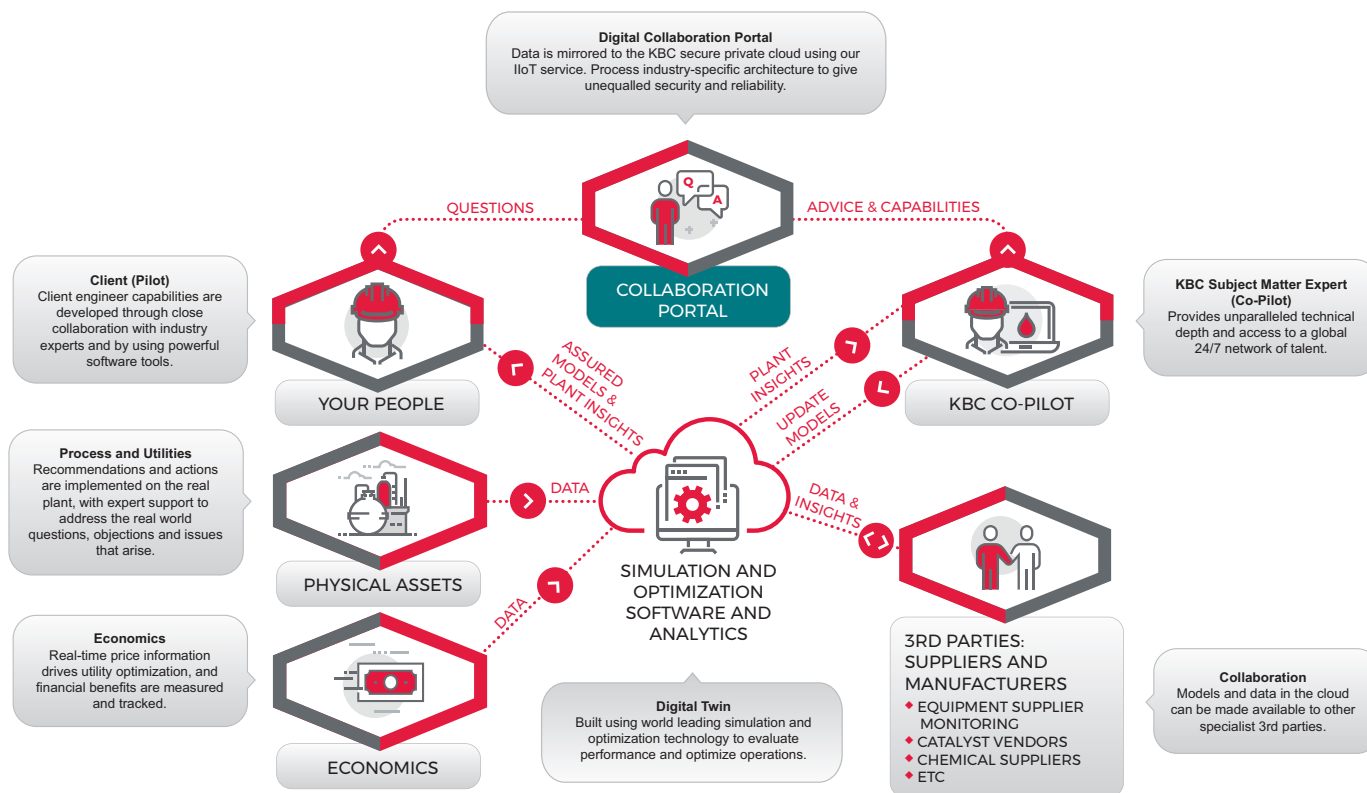 Digital Collaboration Portal
Data is mirrored to the KBC secure private cloud using our
IIoT service. Process industry-specific architecture to give
unequalled security and reliability.
Q
A
QUESTIONS
ADVICE & CAPABILITIES
COLLABORATION
PORTAL
Client (Pilot)
Client engineer capabilities are
developed through close
collaboration with industry
experts and by using powerful
software tools.
YOUR PEOPLE
ASSURED
MODELS &
PLANT INSIGHTS
PLANT
INSIGHTS
UPDATE
MODELS
KBC CO-PILOT
KBC Subject Matter Expert
(Co-Pilot)
Provides unparalleled technical
depth and access to a global
24/7 network of talent.
Process and Utilities
Recommendations and actions
are implemented on the real
plant, with expert support to
address the real world
questions, objections and issues
that arise.
PHYSICAL ASSETS
DATA
DATA &
INSIGHTS
SIMULATION AND
OPTIMIZATION
SOFTWARE AND
ANALYTICS
Economics
Real-time price information
drives utility optimization, and
financial benefits are measured
and tracked.
ECONOMICS
DATA
Digital Twin
Built using world leading simulation and
optimization technology to evaluate
performance and optimize operations.
3RD PARTIES:
SUPPLIERS AND
MANUFACTURERS
◆ EQUIPMENT SUPPLIER
MONITORING
◆ CATALYST VENDORS
◆ CHEMICAL SUPPLIERS
◆ ETC
Collaboration
Models and data in the cloud
can be made available to other
specialist 3rd parties.